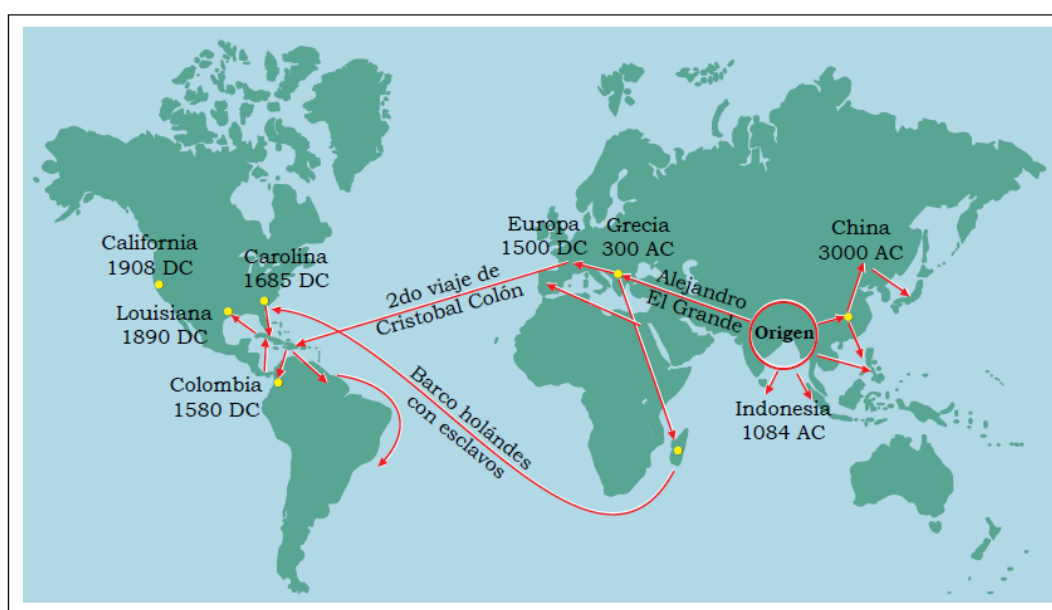 California
1908 DC
Carolina
1685 DC
Louisiana
1890 DC
Colombia
1580 DC
2do viaje de
Cristobal Colón
Barco holándes
con esclavos
Europa
1500 DC
Grecia
300 AC
Alejandro
El Grande
Origen
China
3000 AC
Indonesia
1084 AC